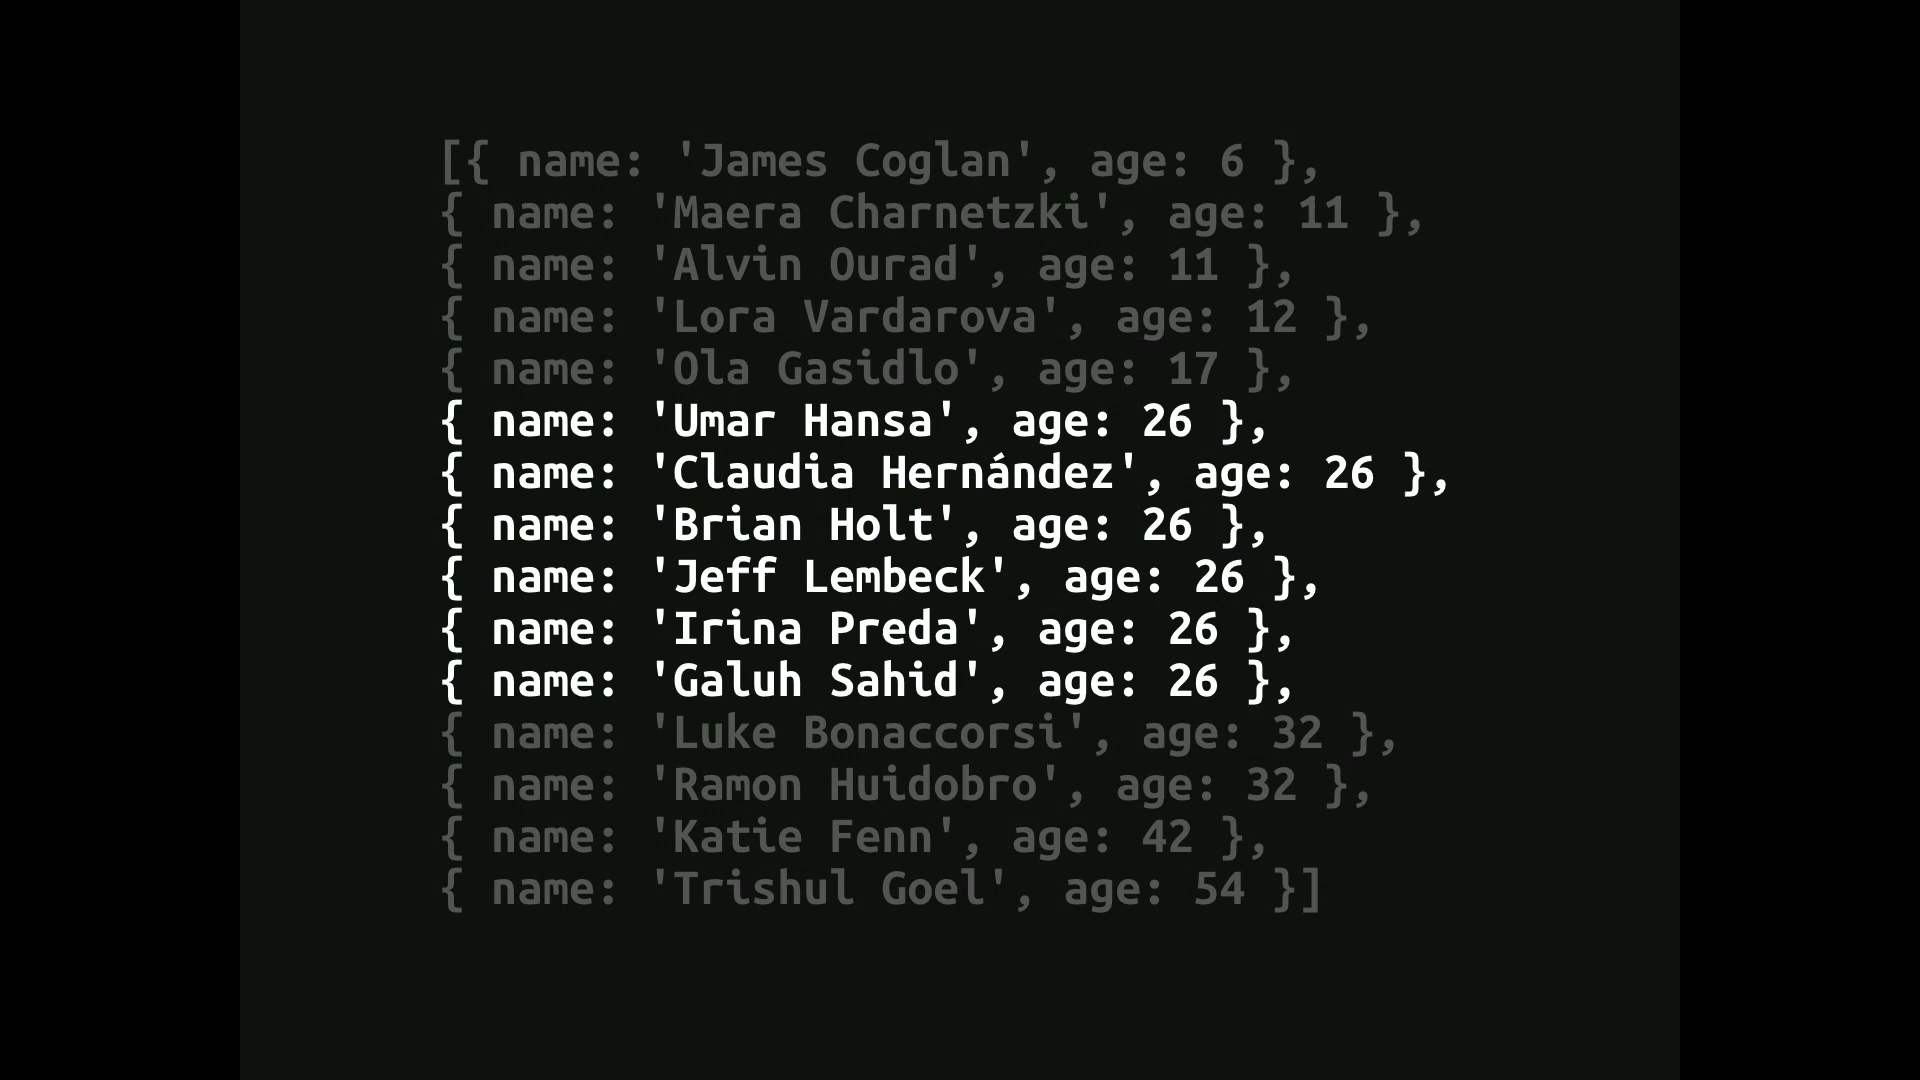 [{ name: 'James Coglan', age: 6 },
{ name: 'Maera Charnetzki', age: 11 },
{ name: 'Alvin Ourad', age: 11 },
{ name: 'Lora Vardarova', age: 12 },
{ name: 'Ola Gasidlo', age: 17 },
{ name: 'Umar Hansa', age: 26 },
{ name: 'Claudia Hernández', age: 26 },
{ name: 'Brian Holt', age: 26 },
{ name: 'Jeff Lembeck', age: 26 },
{ name: 'Irina Preda', age: 26 },
{ name: 'Galuh Sahid', age: 26 },
{ name: 'Luke Bonaccorsi', age: 32 },
{ name: 'Ramon Huidobro', age: 32 },
{ name: 'Katie Fenn', age: 42 },
{ name: 'Trishul Goel', age: 54 }]